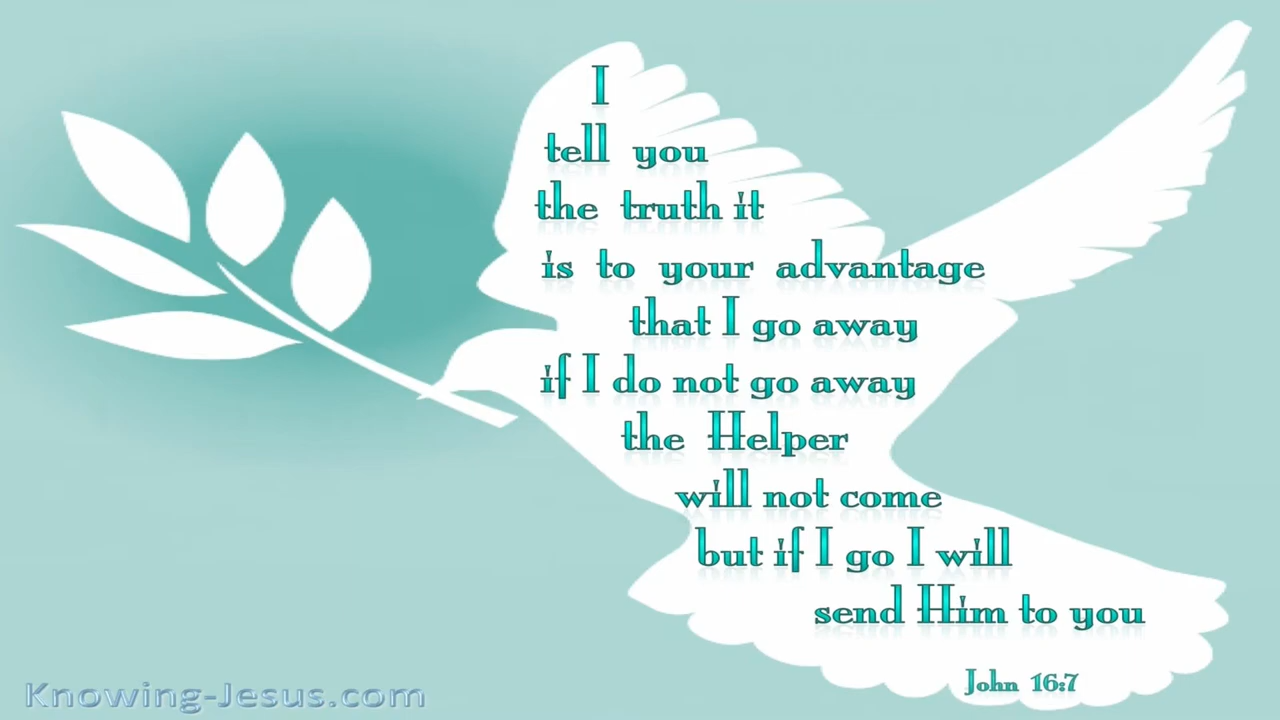 I
tell you
the truth it
is to your advantage
that I go away
if I do not go away
the Helper
will not come
but if I go I will
send Him to you
John 16:7
Knowing-Jesus.com